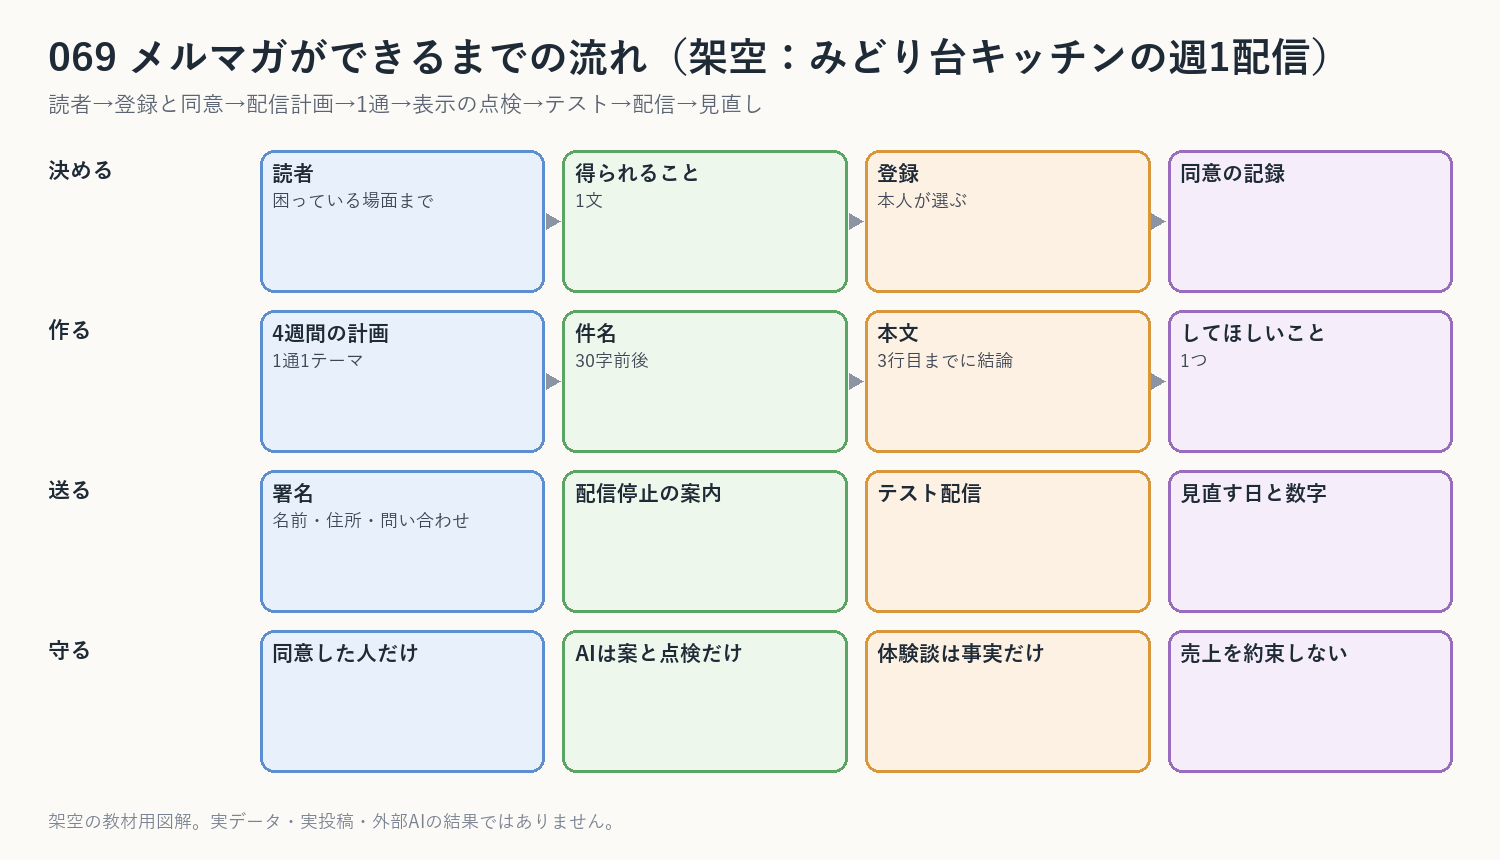 069 メルマガができるまでの流れ（架空：みどり台キッチンの週1配信）
読者→登録と同意→配信計画→1通→表示の点検→テスト→配信→見直し
決める
読者
困っている場面まで
得られること
1文
登録
本人が選ぶ
同意の記録
作る
4週間の計画
1通1テーマ
件名
30字前後
本文
3行目までに結論
してほしいこと
1つ
送る
署名
名前・住所・問い合わせ
配信停止の案内
テスト配信
見直す日と数字
守る
同意した人だけ
AIは案と点検だけ
体験談は事実だけ
売上を約束しない
架空の教材用図解。実データ・実投稿・外部AIの結果ではありません。